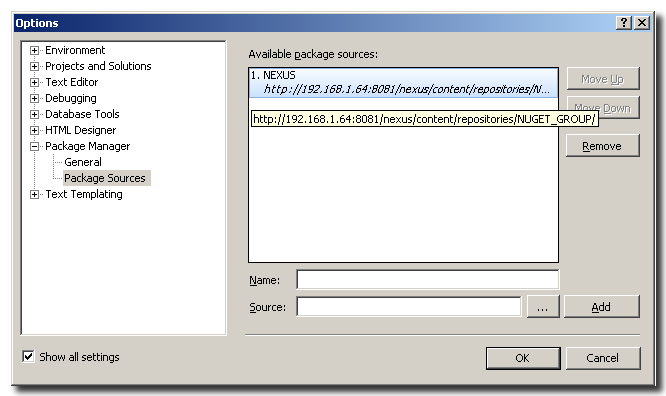 Options
Environment
Projects and Solutions
Text Editor
Debugging
Database Tools
HTML Designer
Package Manager
General
Package Sources
Text Templating
Show all settings
Available package sources:
1. NEXUS
http://192.168.1.64:8081/nexus/content/repositories/N...
http://192.168.1.64:8081/nexus/content/repositories/NUGET_GROUP/
Move Up
Move Down
Remove
Name:
Source:
...
Add
OK
Cancel